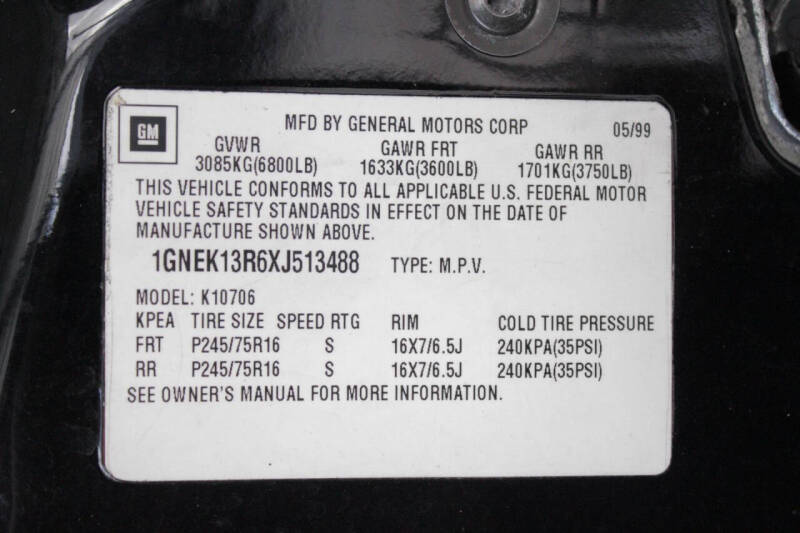 GM
MFD BY GENERAL MOTORS CORP 05/99
GVWR GAWR FRT GAWR RR
3085KG(6800LB) 1633KG(3600LB) 1701KG(3750LB)
THIS VEHICLE CONFORMS TO ALL APPLICABLE U.S. FEDERAL MOTOR
VEHICLE SAFETY STANDARDS IN EFFECT ON THE DATE OF
MANUFACTURE SHOWN ABOVE.
1GNEK13R6XJ513488 TYPE: M.P.V.
MODEL: K10706
KPEA TIRE SIZE SPEED RTG RIM COLD TIRE PRESSURE
FRT P245/75R16 S 16X7/6.5J 240KPA(35PSI)
RR P245/75R16 S 16X7/6.5J 240KPA(35PSI)
SEE OWNER'S MANUAL FOR MORE INFORMATION.